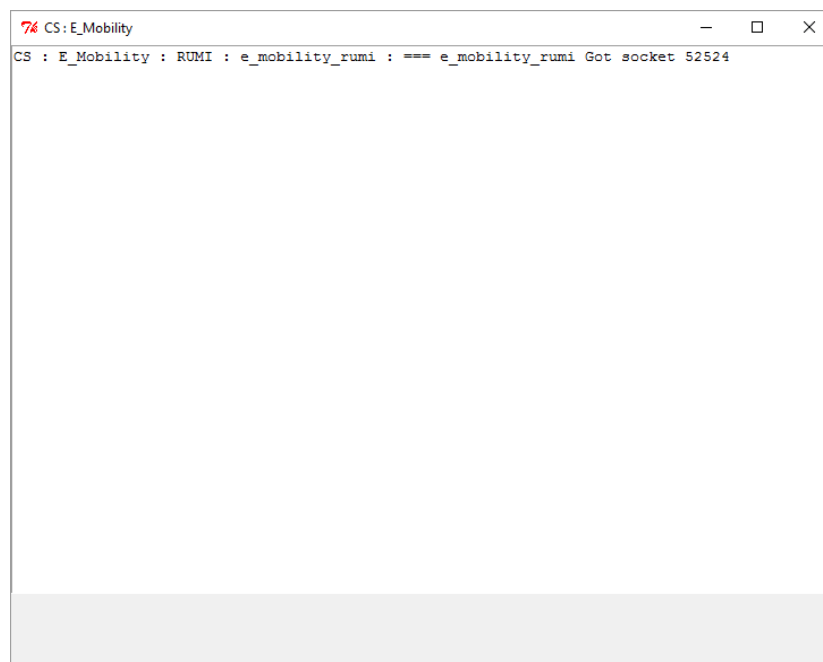 CS : E_Mobility
CS : E_Mobility : RUMI : e_mobility_rumi : === e_mobility_rumi Got socket 52524